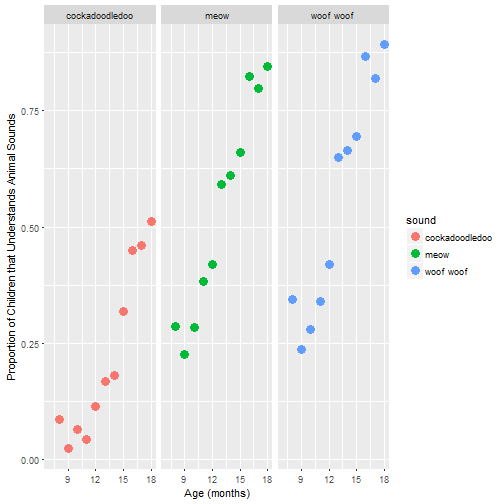 cockadoodledoo meow woof woof
Proportion of Children that Understands Animal Sounds
0.75
0.50
0.25
0.00
9 12 15 18 9 12 15 18 9 12 15 18
Age (months)
sound
cockadoodledoo
meow
woof woof